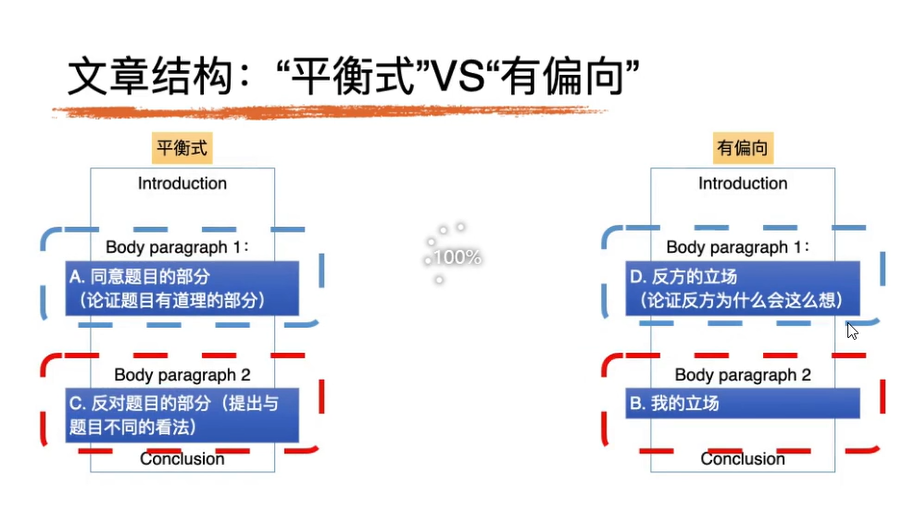 文章结构：“平衡式”VS“有偏向”
平衡式
Introduction
Body paragraph 1：
A. 同意题目的部分
（论证题目有道理的部分）
Body paragraph 2
C. 反对题目的部分（提出与
题目不同的看法）
Conclusion
100%
有偏向
Introduction
Body paragraph 1：
D. 反方的立场
（论证反方为什么会这么想）
Body paragraph 2
B. 我的立场
Conclusion